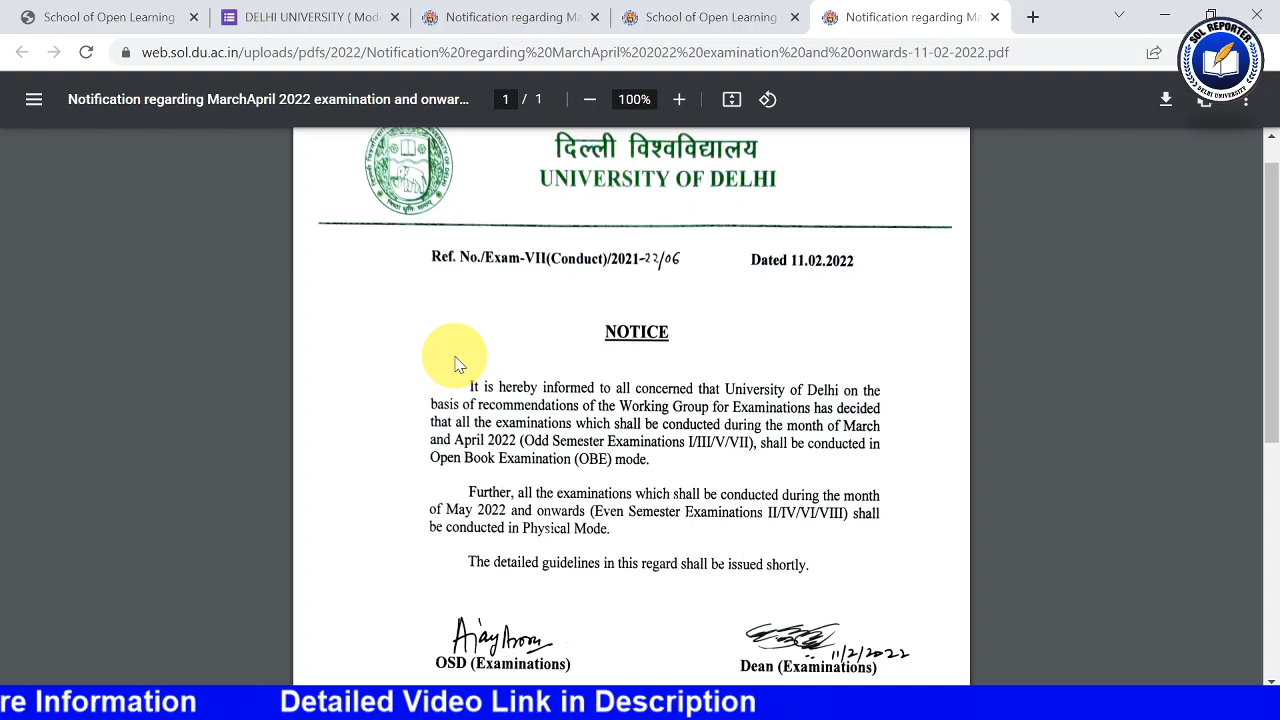 School of Open Learning
DELHI UNIVERSITY ( Mod
Notification regarding Ma
School of Open Learning
Notification regarding Ma
web.sol.du.ac.in/uploads/pdfs/2022/Notification%20regarding%20MarchApril%202022%20examination%20and%20onwards-11-02-2022.pdf
SOL REPORTER
DELHI UNIVERSITY
Notification regarding MarchApril 2022 examination and onwar...
1 / 1
100%
दिल्ली विश्वविद्यालय
UNIVERSITY OF DELHI
Ref. No./Exam-VII(Conduct)/2021-22/06
Dated 11.02.2022
NOTICE
It is hereby informed to all concerned that University of Delhi on the
basis of recommendations of the Working Group for Examinations has decided
that all the examinations which shall be conducted during the month of March
and April 2022 (Odd Semester Examinations I/III/V/VII), shall be conducted in
Open Book Examination (OBE) mode.
Further, all the examinations which shall be conducted during the month
of May 2022 and onwards (Even Semester Examinations II/IV/VI/VIII) shall
be conducted in Physical Mode.
The detailed guidelines in this regard shall be issued shortly.
11/2/2022
OSD (Examinations)
Dean (Examinations)
re Information
Detailed Video Link in Description